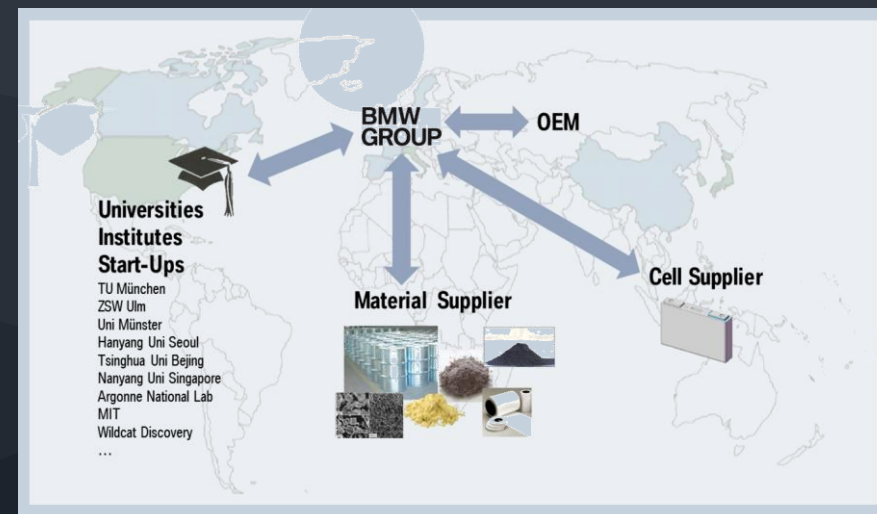 BMW
GROUP
OEM
Universities
Institutes
Start-Ups
TU München
ZSW Ulm
Uni Münster
Hanyang Uni Seoul
Tsinghua Uni Bejing
Nanyang Uni Singapore
Argonne National Lab
MIT
Wildcat Discovery
...
Material Supplier
Cell Supplier